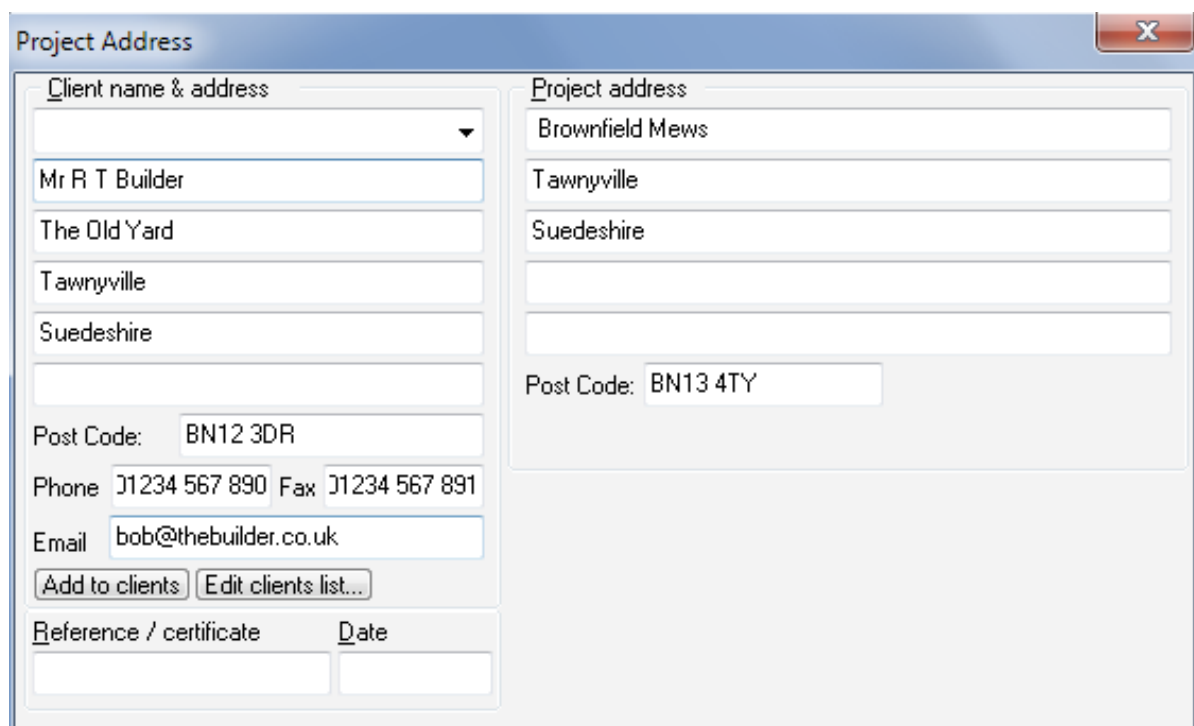 Project Address
Client name & address
Mr R T Builder
The Old Yard
Tawnyville
Suedeshire
Post Code: BN12 3DR
Phone 01234 567 890 Fax 01234 567 891
Email bob@thebuilder.co.uk
Add to clients Edit clients list...
Reference / certificate Date
Project address
Brownfield Mews
Tawnyville
Suedeshire
Post Code: BN13 4TY